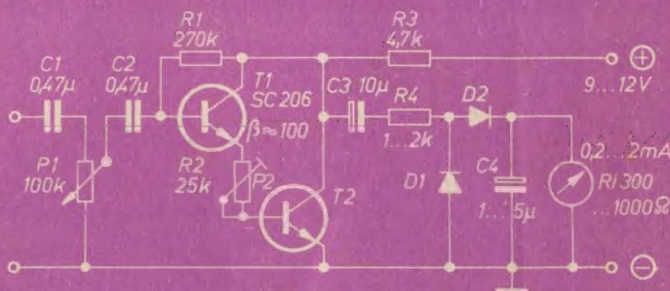 R1
270k
R3
4,7k
C1
0,47µ
C2
0,47µ
T1
SC 206
β≈100
C3 10µ
R4
1...2k
D2
9...12V
P1
100k
R2
25k
P2
T2
D1
C4
1...5µ
0,2...2mA
Ri 300
...1000Ω